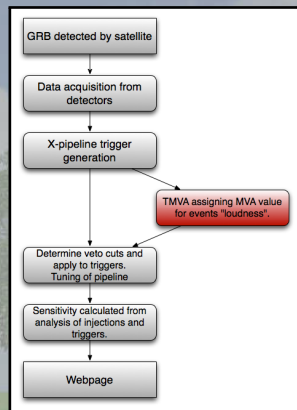 GRB detected by satellite
Data acquisition from
detectors
X-pipeline trigger
generation
TMVA assigning MVA value
for events "loudness".
Determine veto cuts and
apply to triggers.
Tuning of pipeline
Sensitivity calculated from
analysis of injections and
triggers.
Webpage